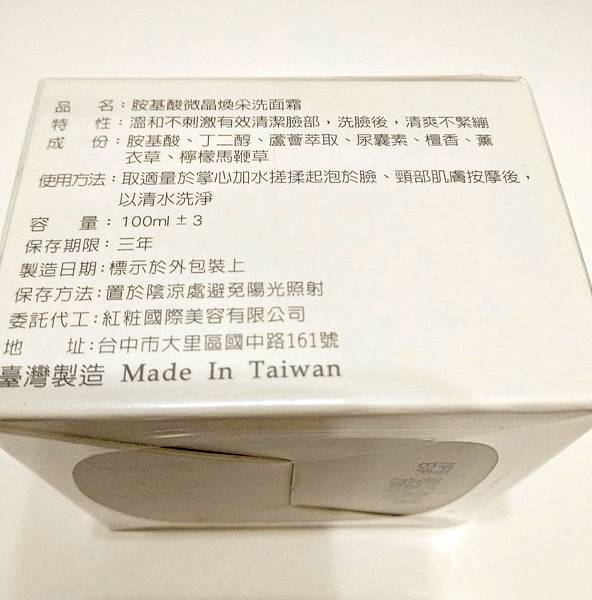 品　名：胺基酸微晶煥采洗面霜
特　性：溫和不刺激有效清潔臉部，洗臉後，清爽不緊繃
成　份：胺基酸、丁二醇、蘆薈萃取、尿囊素、檀香、薰
衣草、檸檬馬鞭草
使用方法：取適量於掌心加水搓揉起泡於臉、頸部肌膚按摩後，
以清水洗淨
容　量：100ml ± 3
保存期限：三年
製造日期：標示於外包裝上
保存方法：置於陰涼處避免陽光照射
委託代工：紅粧國際美容有限公司
地　址：台中市大里區國中路161號
臺灣製造 Made In Taiwan